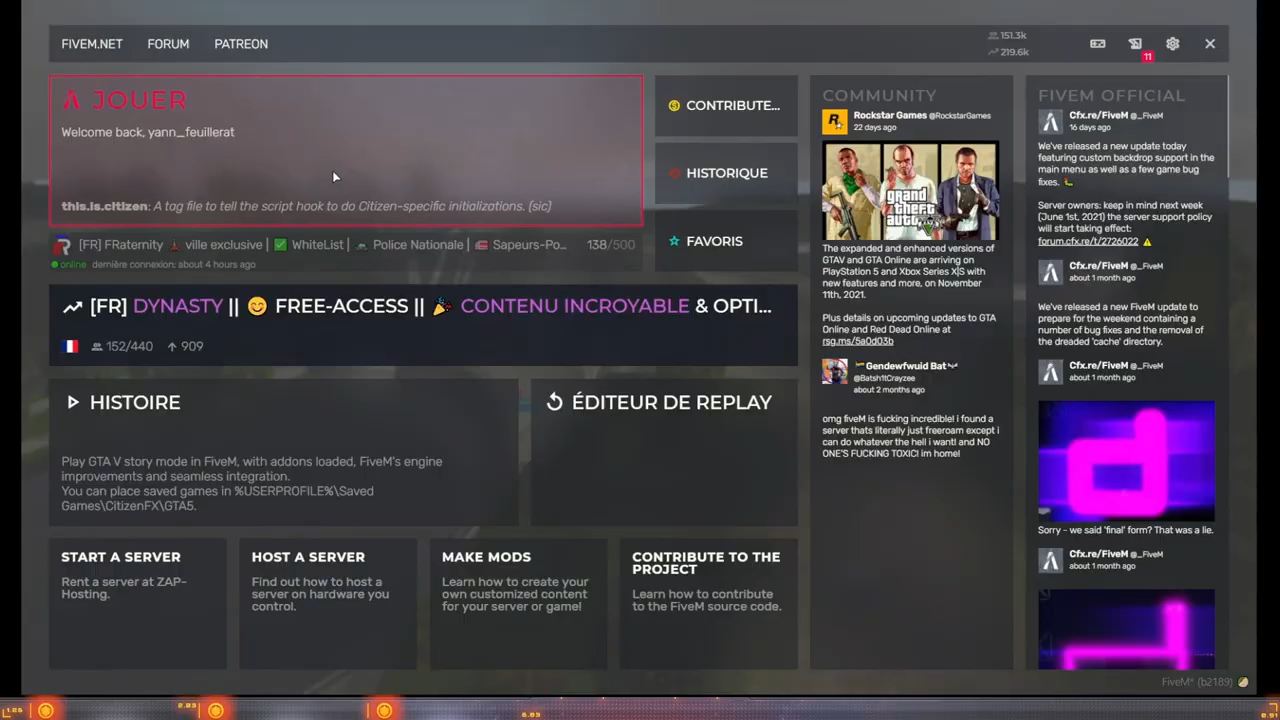 FIVEM.NET FORUM PATREON
151.3k
219.6k
11
JOUER
Welcome back, yann_feuillerat
this.is.citizen: A tag file to tell the script hook to do Citizen-specific initializations. (sic)
[FR] FRaternity ville exclusive | ✅ WhiteList | Police Nationale | Sapeurs-Po... 138/500
online dernière connexion: about 4 hours ago
CONTRIBUTE...
HISTORIQUE
FAVORIS
[FR] DYNASTY || 😊 FREE-ACCESS || 🎉 CONTENU INCROYABLE & OPTI...
152/440 909
HISTOIRE
Play GTA V story mode in FiveM, with addons loaded, FiveM's engine
improvements and seamless integration.
You can place saved games in %USERPROFILE%\Saved
Games\CitizenFX\GTA5.
ÉDITEUR DE REPLAY
START A SERVER
Rent a server at ZAP-
Hosting.
HOST A SERVER
Find out how to host a
server on hardware you
control.
MAKE MODS
Learn how to create your
own customized content
for your server or game!
CONTRIBUTE TO THE
PROJECT
Learn how to contribute
to the FiveM source code.
COMMUNITY
Rockstar Games @RockstarGames
22 days ago
grand
theft
auto
V
The expanded and enhanced versions of
GTAV and GTA Online are arriving on
PlayStation 5 and Xbox Series X|S with
new features and more, on November
11th, 2021.
Plus details on upcoming updates to GTA
Online and Red Dead Online at
rsg.ms/5a0d03b
Gendewfwuid Bat
@Batsh1tCrayzee
about 2 months ago
omg fiveM is fucking incredible! i found a
server thats literally just freeroam except i
can do whatever the hell i want! and NO
ONE'S FUCKING TOXIC! im home!
FIVEM OFFICIAL
Cfx.re/FiveM @_FiveM
16 days ago
We've released a new update today
featuring custom backdrop support in the
main menu as well as a few game bug
fixes. 🐛
Server owners: keep in mind next week
(June 1st, 2021) the server support policy
will start taking effect:
forum.cfx.re/t/2726022 ⚠️
Cfx.re/FiveM @_FiveM
about 1 month ago
We've released a new FiveM update to
prepare for the weekend containing a
number of bug fixes and the removal of
the dreaded 'cache' directory.
Cfx.re/FiveM @_FiveM
about 1 month ago
Sorry - we said 'final' form? That was a lie.
Cfx.re/FiveM @_FiveM
about 1 month ago
FiveM* (b2189)
1.26
2.03
6.03